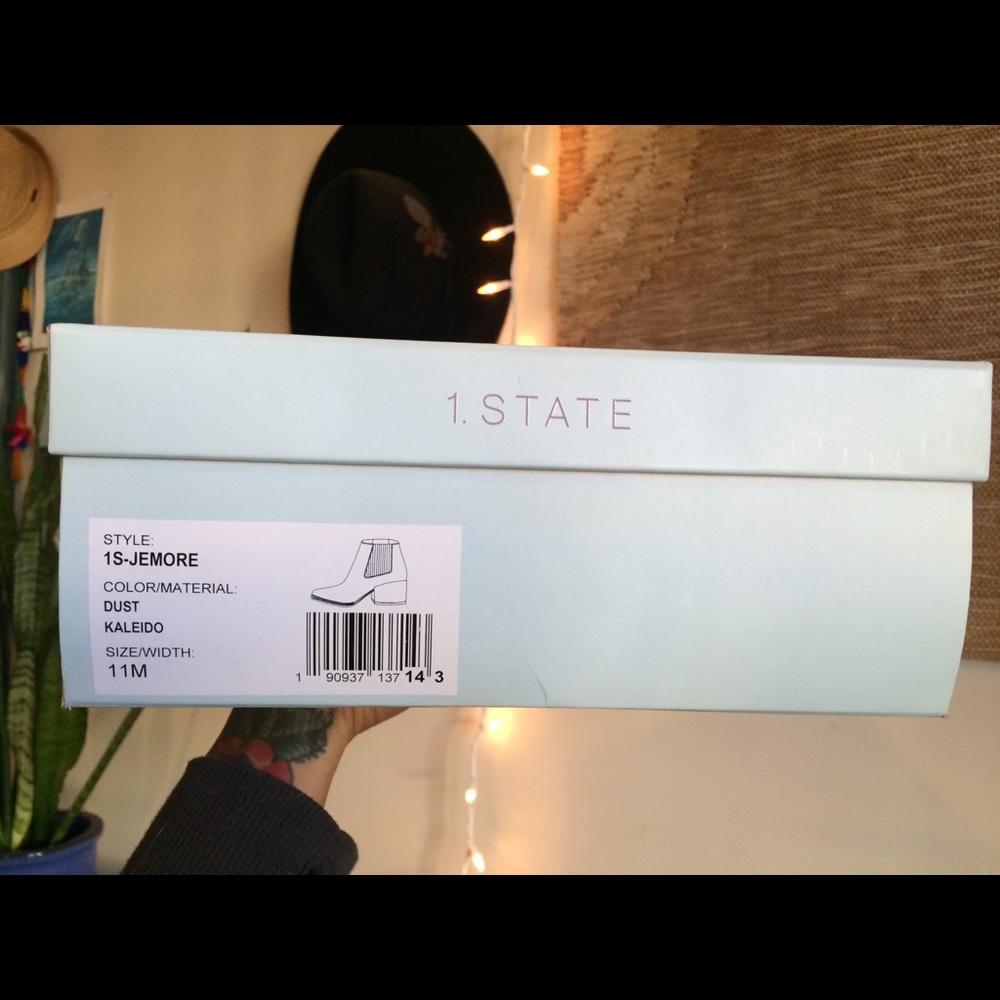 1. STATE
STYLE:
1S-JEMORE
COLOR/MATERIAL:
DUST
KALEIDO
SIZE/WIDTH:
11M
1 90937 137 14 3